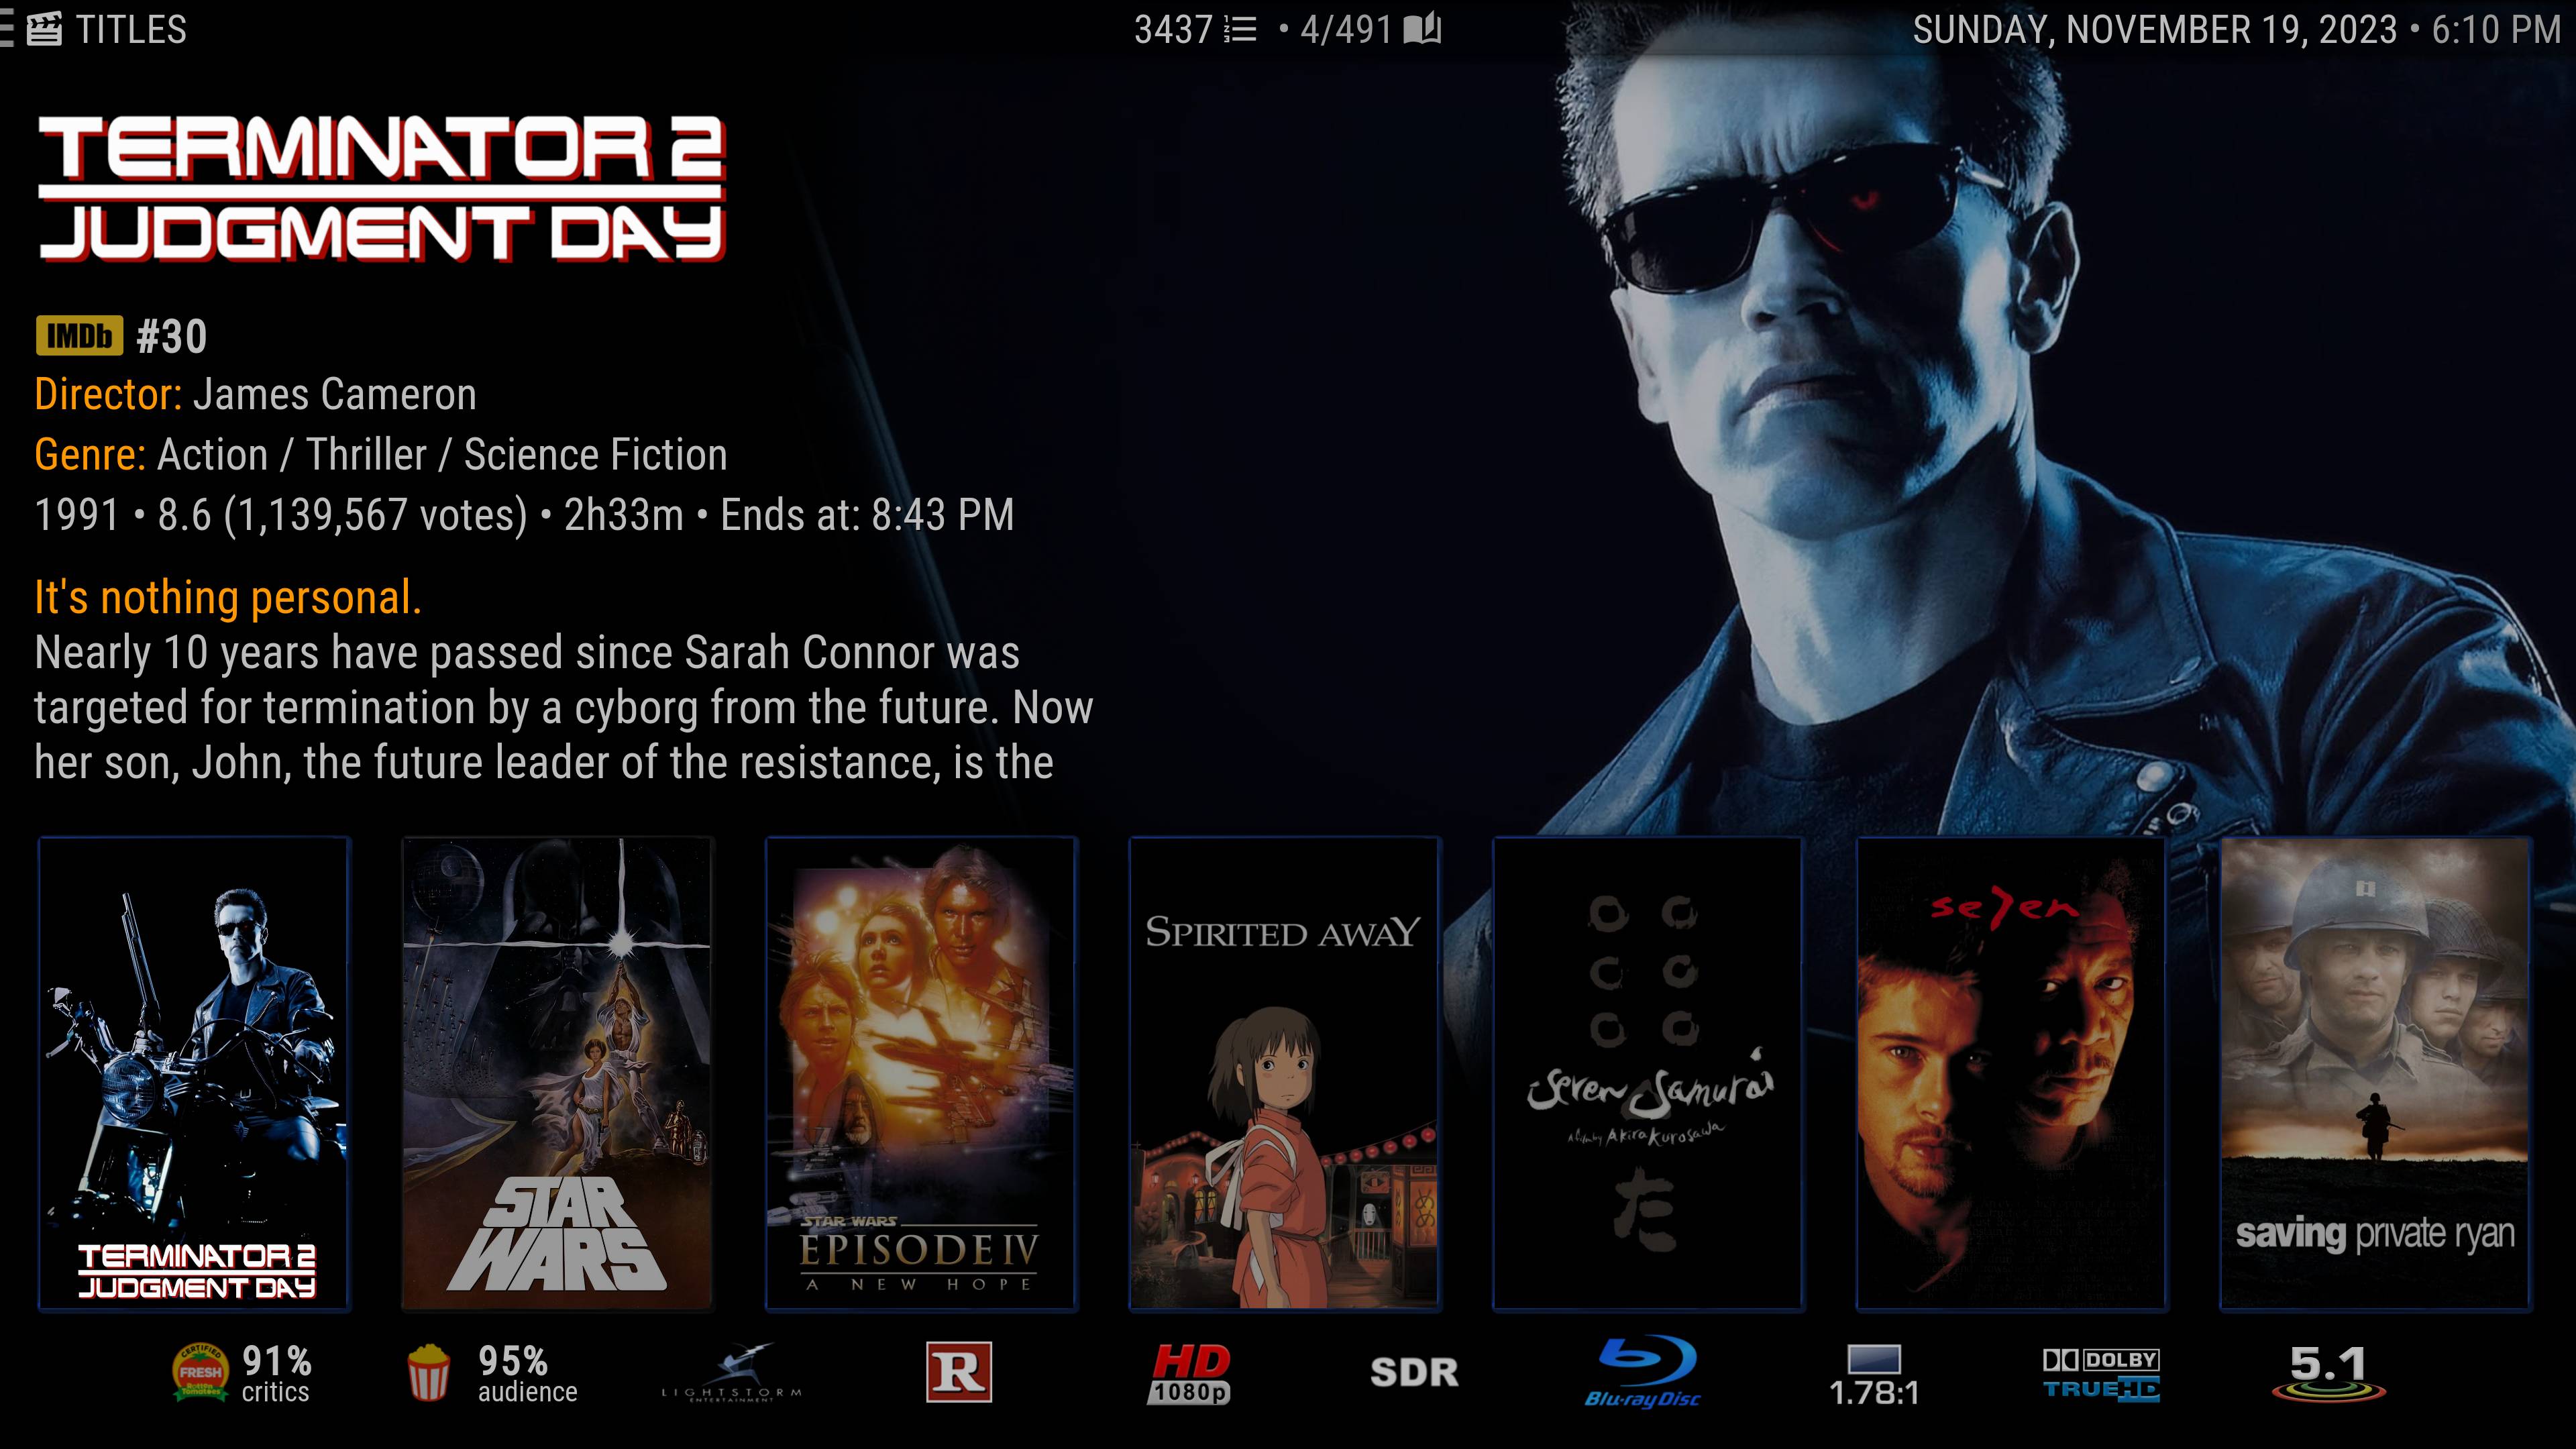 TITLES
3437 • 4/491
SUNDAY, NOVEMBER 19, 2023 • 6:10 PM
TERMINATOR 2
JUDGMENT DAY
IMDb #30
Director: James Cameron
Genre: Action / Thriller / Science Fiction
1991 • 8.6 (1,139,567 votes) • 2h33m • Ends at: 8:43 PM
It's nothing personal.
Nearly 10 years have passed since Sarah Connor was
targeted for termination by a cyborg from the future. Now
her son, John, the future leader of the resistance, is the
TERMINATOR 2
JUDGMENT DAY
STAR
WARS
STAR WARS
EPISODE IV
A NEW HOPE
SPIRITED AWAY
Seven Samurai
A film by Akira Kurosawa
た
se7en
saving private ryan
CERTIFIED
FRESH
Rotten
Tomatoes
91%
critics
95%
audience
LIGHTSTORM
ENTERTAINMENT
R
HD
1080p
SDR
Blu-ray Disc
1.78:1
DOLBY
TRUEHD
5.1